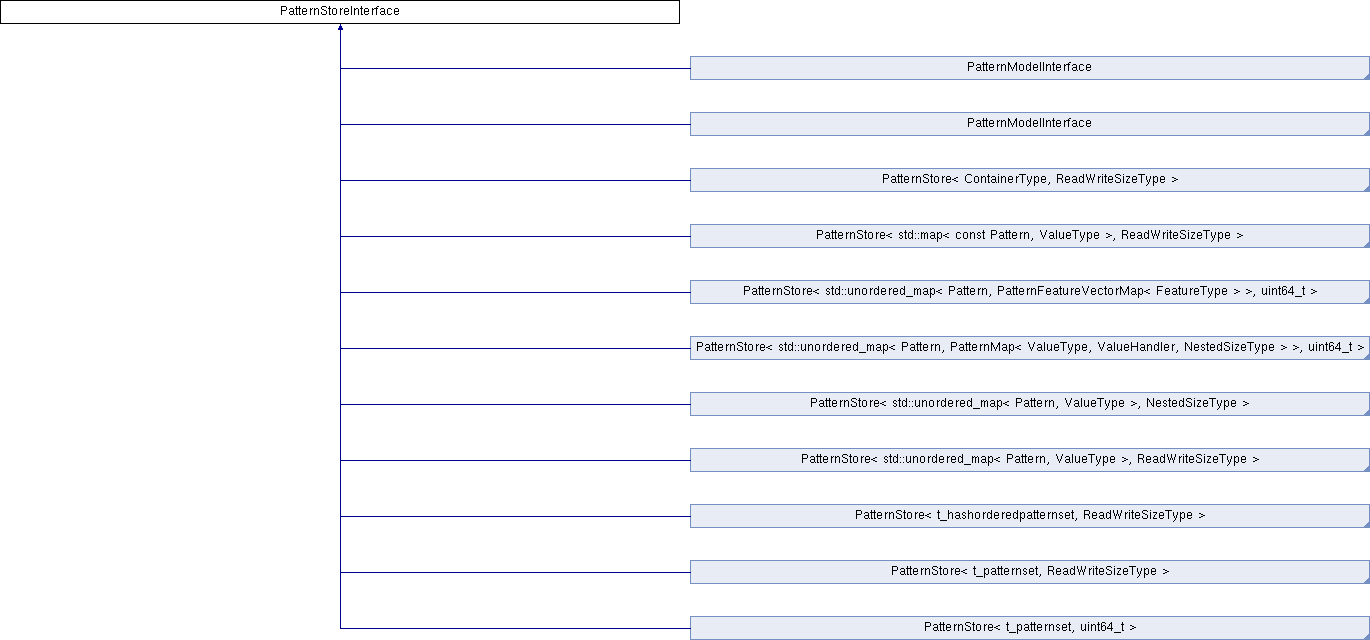 PatternStoreInterface
PatternModelInterface
PatternModelInterface
PatternStore< ContainerType, ReadWriteSizeType >
PatternStore< std::map< const Pattern, ValueType >, ReadWriteSizeType >
PatternStore< std::unordered_map< Pattern, PatternFeatureVectorMap< FeatureType > >, uint64_t >
PatternStore< std::unordered_map< Pattern, PatternMap< ValueType, ValueHandler, NestedSizeType > >, uint64_t >
PatternStore< std::unordered_map< Pattern, ValueType >, NestedSizeType >
PatternStore< std::unordered_map< Pattern, ValueType >, ReadWriteSizeType >
PatternStore< t_hashorderedpatternset, ReadWriteSizeType >
PatternStore< t_patternset, ReadWriteSizeType >
PatternStore< t_patternset, uint64_t >